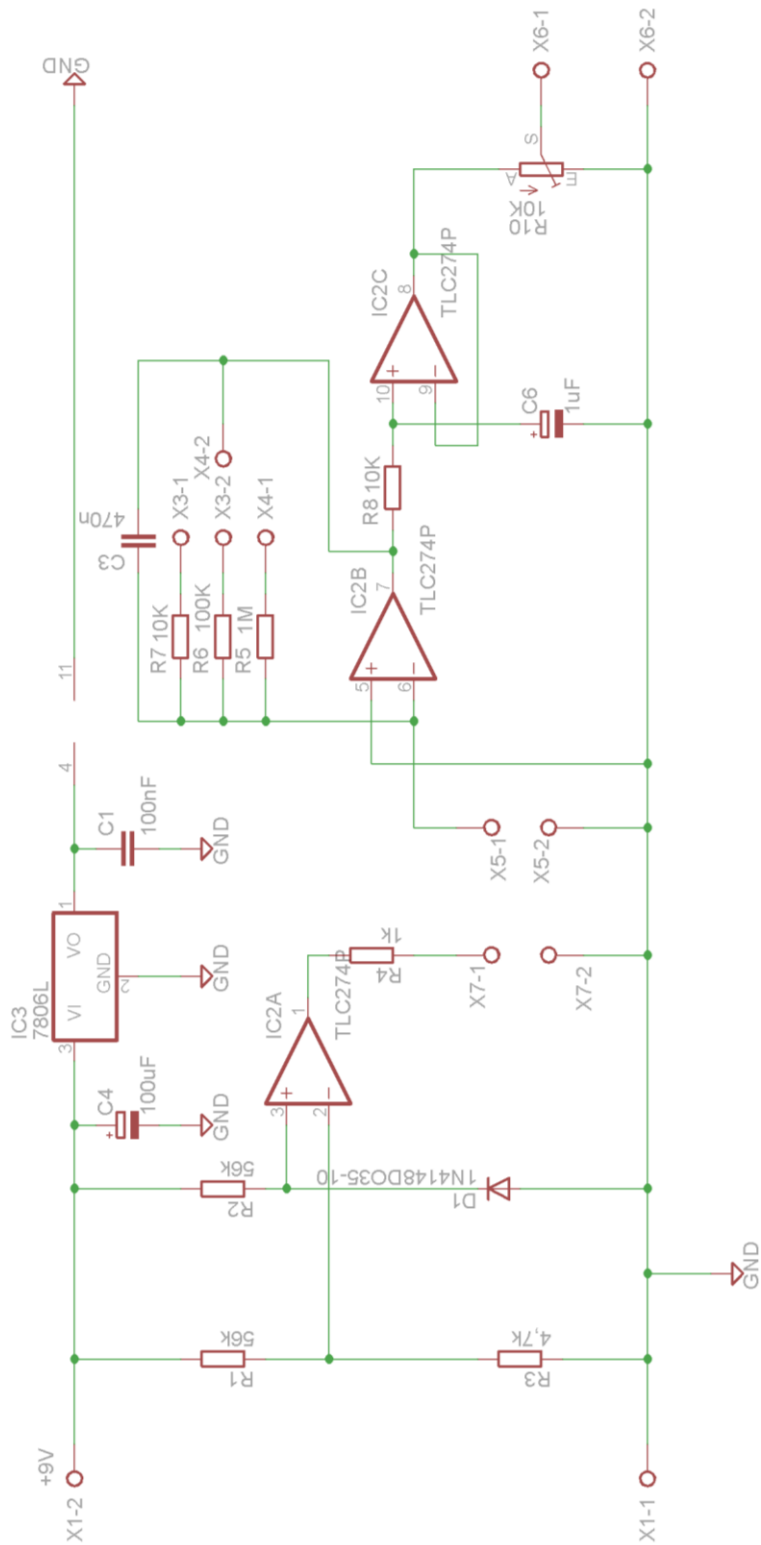 +9V
X1-2
X1-1
R1
56k
R3
4,7k
GND
R2
56k
D1
1N4148DO35-10
C4
+
100uF
GND
IC3
7806L
VI
VO
GND
3
1
2
GND
C1
100nF
GND
4
11
GND
IC2A
TLC274P
3
2
1
+
−
R4
1k
X7-1
X7-2
X5-1
X5-2
IC2B
TLC274P
5
6
7
+
−
R7
10K
R6
100K
R5
1M
X3-1
X3-2
X4-1
X4-2
C3
470n
R8
10K
IC2C
TLC274P
10
9
8
+
−
C6
+
1uF
R10
10K
A
S
E
X6-1
X6-2